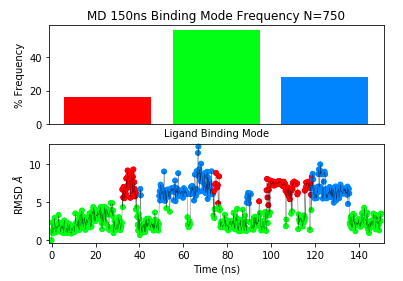 MD 150ns Binding Mode Frequency N=750
% Frequency
40
20
0
Ligand Binding Mode
RMSD Å
10
5
0
0 20 40 60 80 100 120 140
Time (ns)